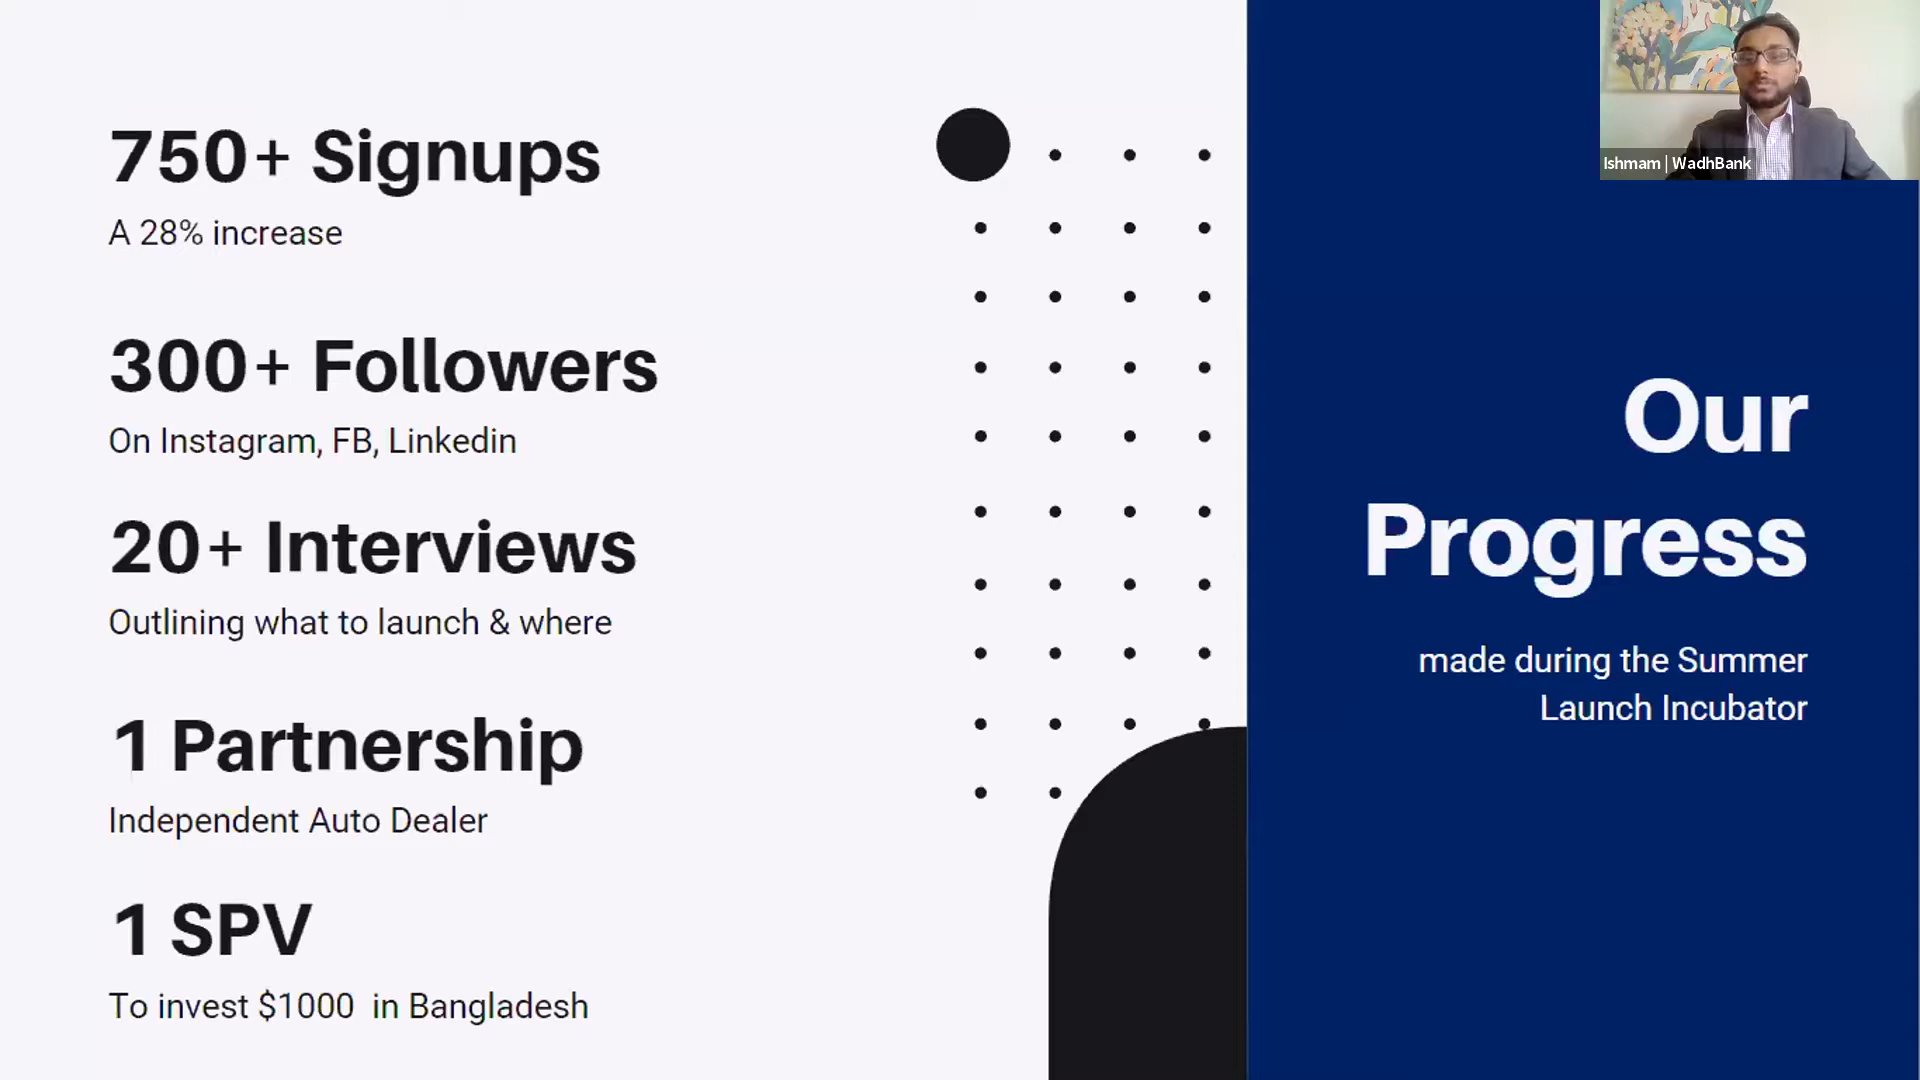 750+ Signups
A 28% increase
300+ Followers
On Instagram, FB, Linkedin
20+ Interviews
Outlining what to launch & where
1 Partnership
Independent Auto Dealer
1 SPV
To invest $1000  in Bangladesh
Ishmam | WadhBank
Our
Progress
made during the Summer
Launch Incubator